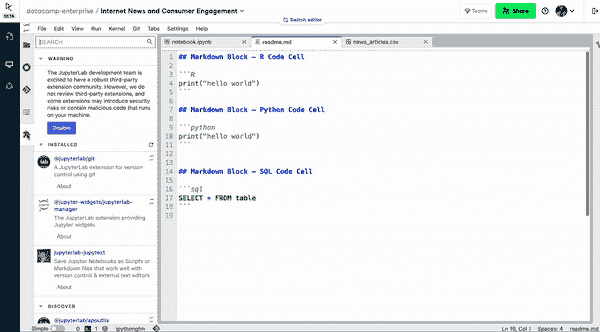 datacamp-enterprise / Internet News and Consumer Engagement
Switch editor
Teams
Share
BETA
File Edit View Run Kernel Git Tabs Settings Help
SEARCH
WARNING
The JupyterLab development team is
excited to have a robust third-party
extension community. However, we do
not review third-party extensions, and
some extensions may introduce security
risks or contain malicious code that runs
on your machine.
Disable
INSTALLED
@jupyterlab/git
A JupyterLab extension for version
control using git
About
@jupyter-widgets/jupyterlab-
manager
The JupyterLab extension providing
Jupyter widgets.
About
jupyterlab-jupytext
Save Jupyter Notebooks as Scripts or
Markdown files that work well with
version control & external text editors
About
DISCOVER
@jupyterlab/apputils
notebook.ipynb
readme.md
news_articles.csv
1 ## Markdown Block – R Code Cell
2
3 ```R
4 print("hello world")
5 ```
6
7 ## Markdown Block – Python Code Cell
8
9 ```python
10 print("hello world")
11 ```
12
13
14 ## Markdown Block – SQL Code Cell
15
16 ```sql
17 SELECT * FROM table
18 ```
19
Simple
0
1
ipythongfm
Ln 19, Col 1
Spaces: 4
readme.md